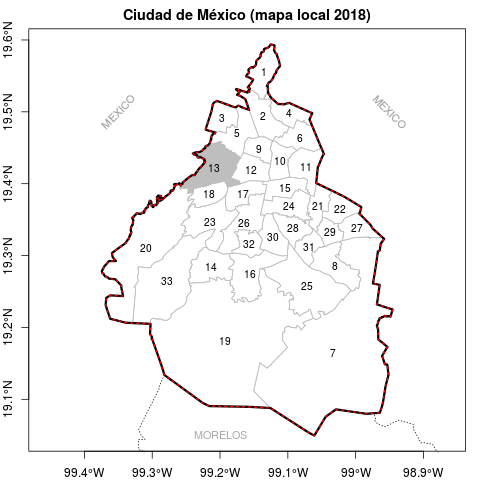 Ciudad de México (mapa local 2018)
19.6°N
19.5°N
19.4°N
19.3°N
19.2°N
19.1°N
MEXICO
MEXICO
1
2
3
4
5
6
9
10
11
12
13
15
17
18
24
21
22
20
23
26
28
29
27
30
32
31
14
16
8
33
25
19
7
MORELOS
99.4°W
99.3°W
99.2°W
99.1°W
99°W
98.9°W